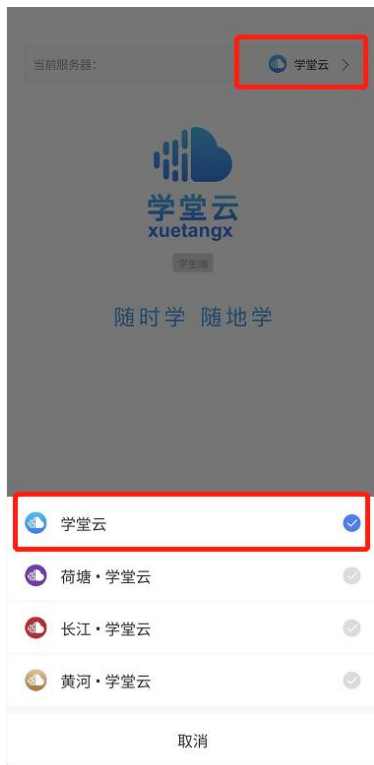 当前服务器： 学堂云
学堂云
xuetangx
学生端
随时学 随地学
学堂云
荷塘·学堂云
长江·学堂云
黄河·学堂云
取消